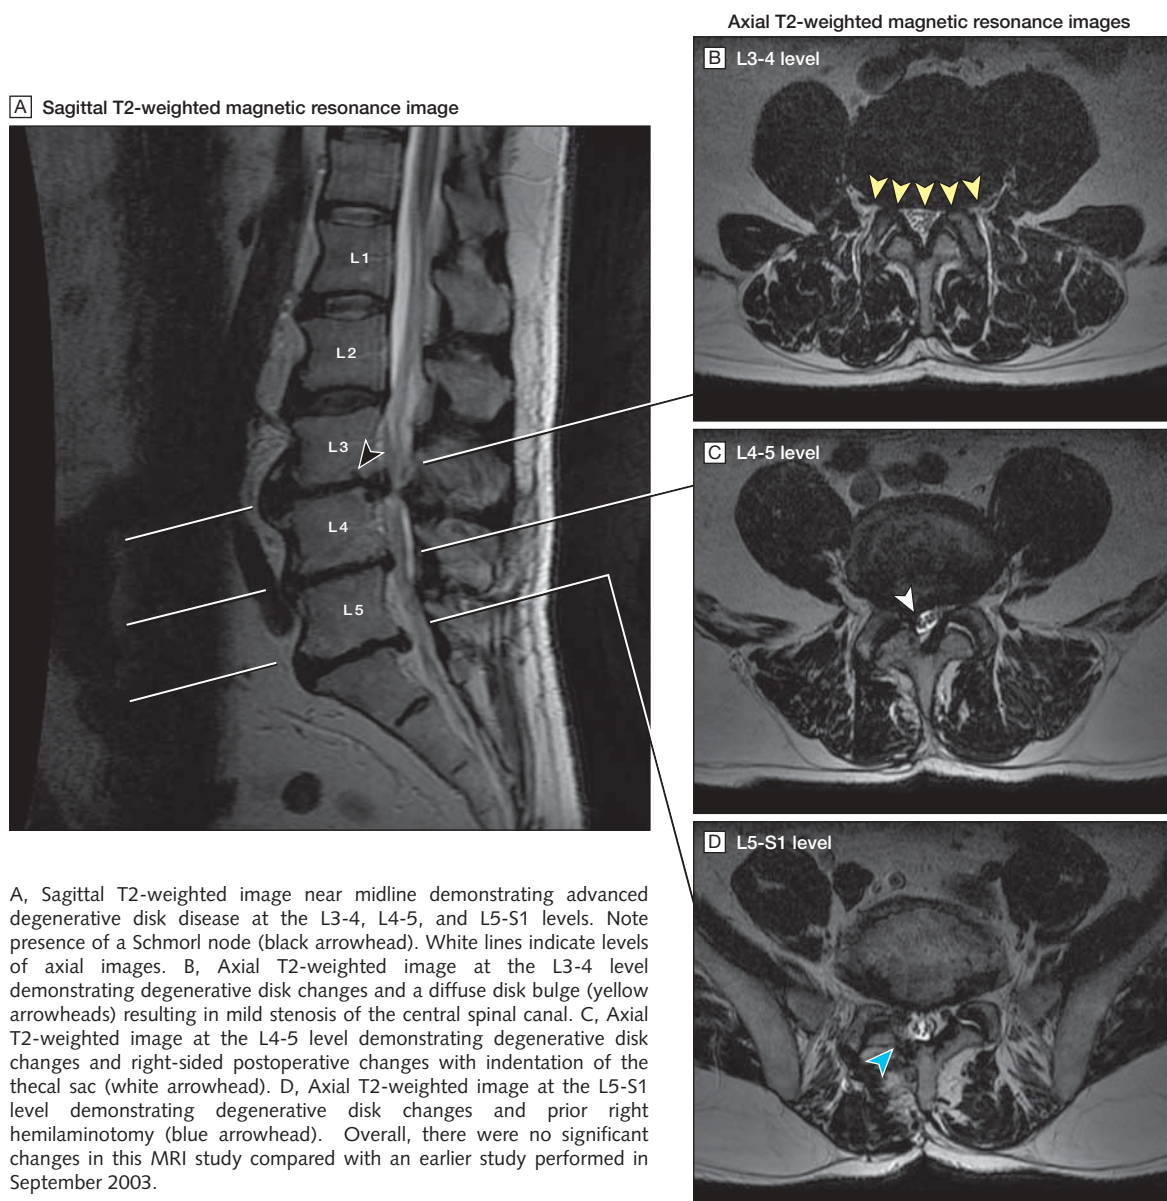 Axial T2-weighted magnetic resonance images
B L3-4 level
A Sagittal T2-weighted magnetic resonance image
L1
L2
L3
L4
L5
C L4-5 level
D L5-S1 level
A, Sagittal T2-weighted image near midline demonstrating advanced
degenerative disk disease at the L3-4, L4-5, and L5-S1 levels. Note
presence of a Schmorl node (black arrowhead). White lines indicate levels
of axial images. B, Axial T2-weighted image at the L3-4 level
demonstrating degenerative disk changes and a diffuse disk bulge (yellow
arrowheads) resulting in mild stenosis of the central spinal canal. C, Axial
T2-weighted image at the L4-5 level demonstrating degenerative disk
changes and right-sided postoperative changes with indentation of the
thecal sac (white arrowhead). D, Axial T2-weighted image at the L5-S1
level demonstrating degenerative disk changes and prior right
hemilaminotomy (blue arrowhead). Overall, there were no significant
changes in this MRI study compared with an earlier study performed in
September 2003.